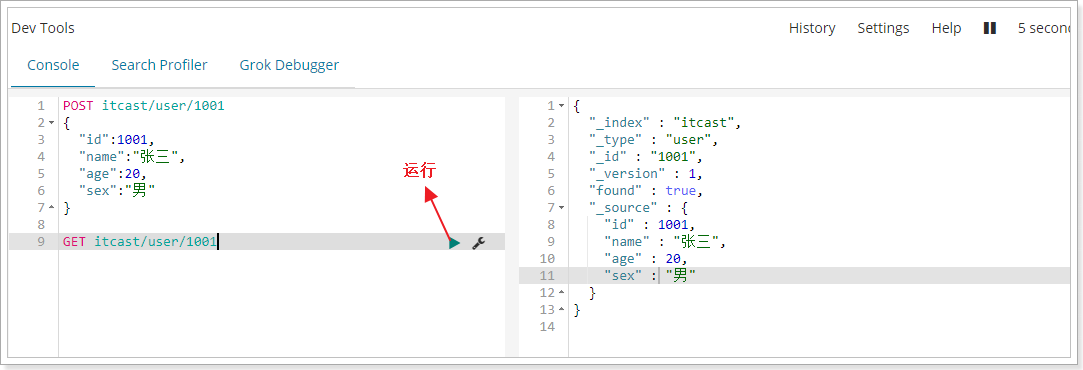 Dev Tools
History Settings Help 5 secon
Console Search Profiler Grok Debugger
1 POST itcast/user/1001
2 {
3 "id":1001,
4 "name":"张三",
5 "age":20,
6 "sex":"男"
7 }
8
9 GET itcast/user/1001
运行
1 {
2 "_index" : "itcast",
3 "_type" : "user",
4 "_id" : "1001",
5 "_version" : 1,
6 "found" : true,
7 "_source" : {
8 "id" : 1001,
9 "name" : "张三",
10 "age" : 20,
11 "sex" : "男"
12 }
13 }
14